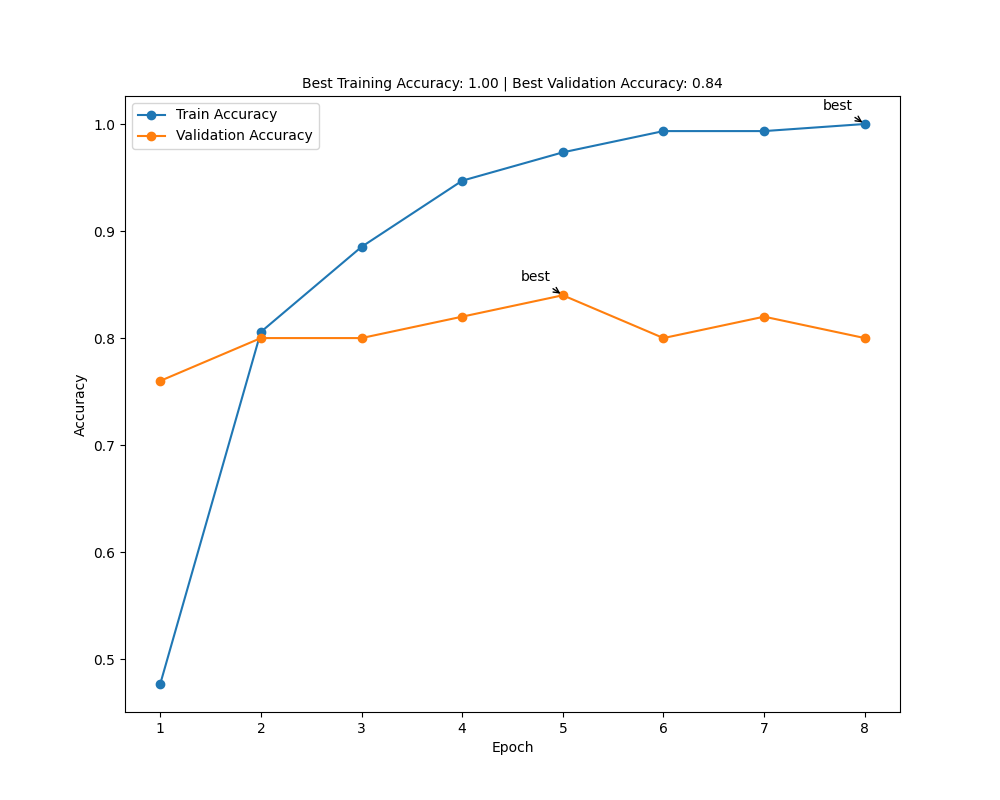 Best Training Accuracy: 1.00 | Best Validation Accuracy: 0.84
Train Accuracy
Validation Accuracy
best
best
1.0
0.9
0.8
0.7
0.6
0.5
Accuracy
1 2 3 4 5 6 7 8
Epoch